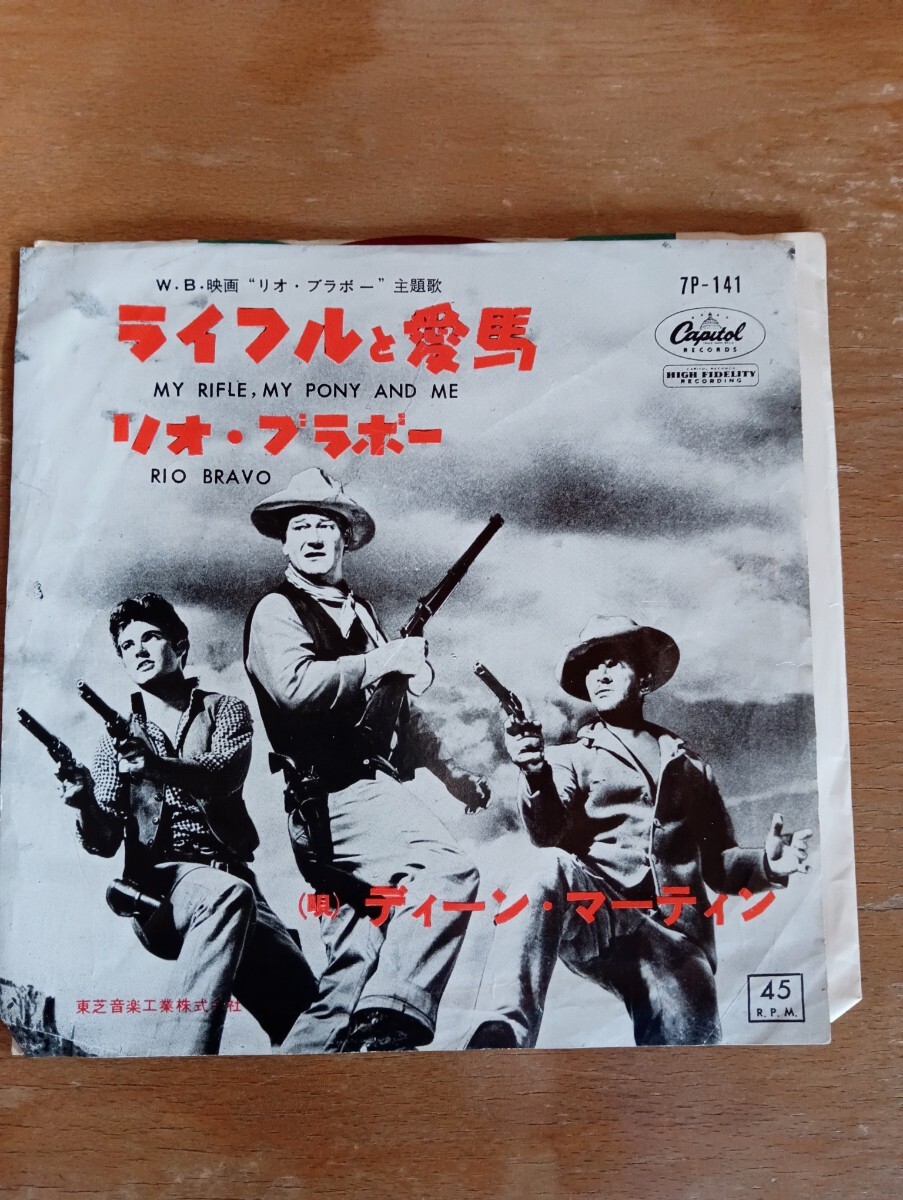 W.B.映画“リオ・ブラボー”主題歌
7P-141
ライフルと愛馬
MY RIFLE, MY PONY AND ME
リオ・ブラボー
RIO BRAVO
Capitol
RECORDS
HIGH FIDELITY
RECORDING
(唄) ディーン・マーティン
東芝音楽工業株式会社
45
R.P.M.